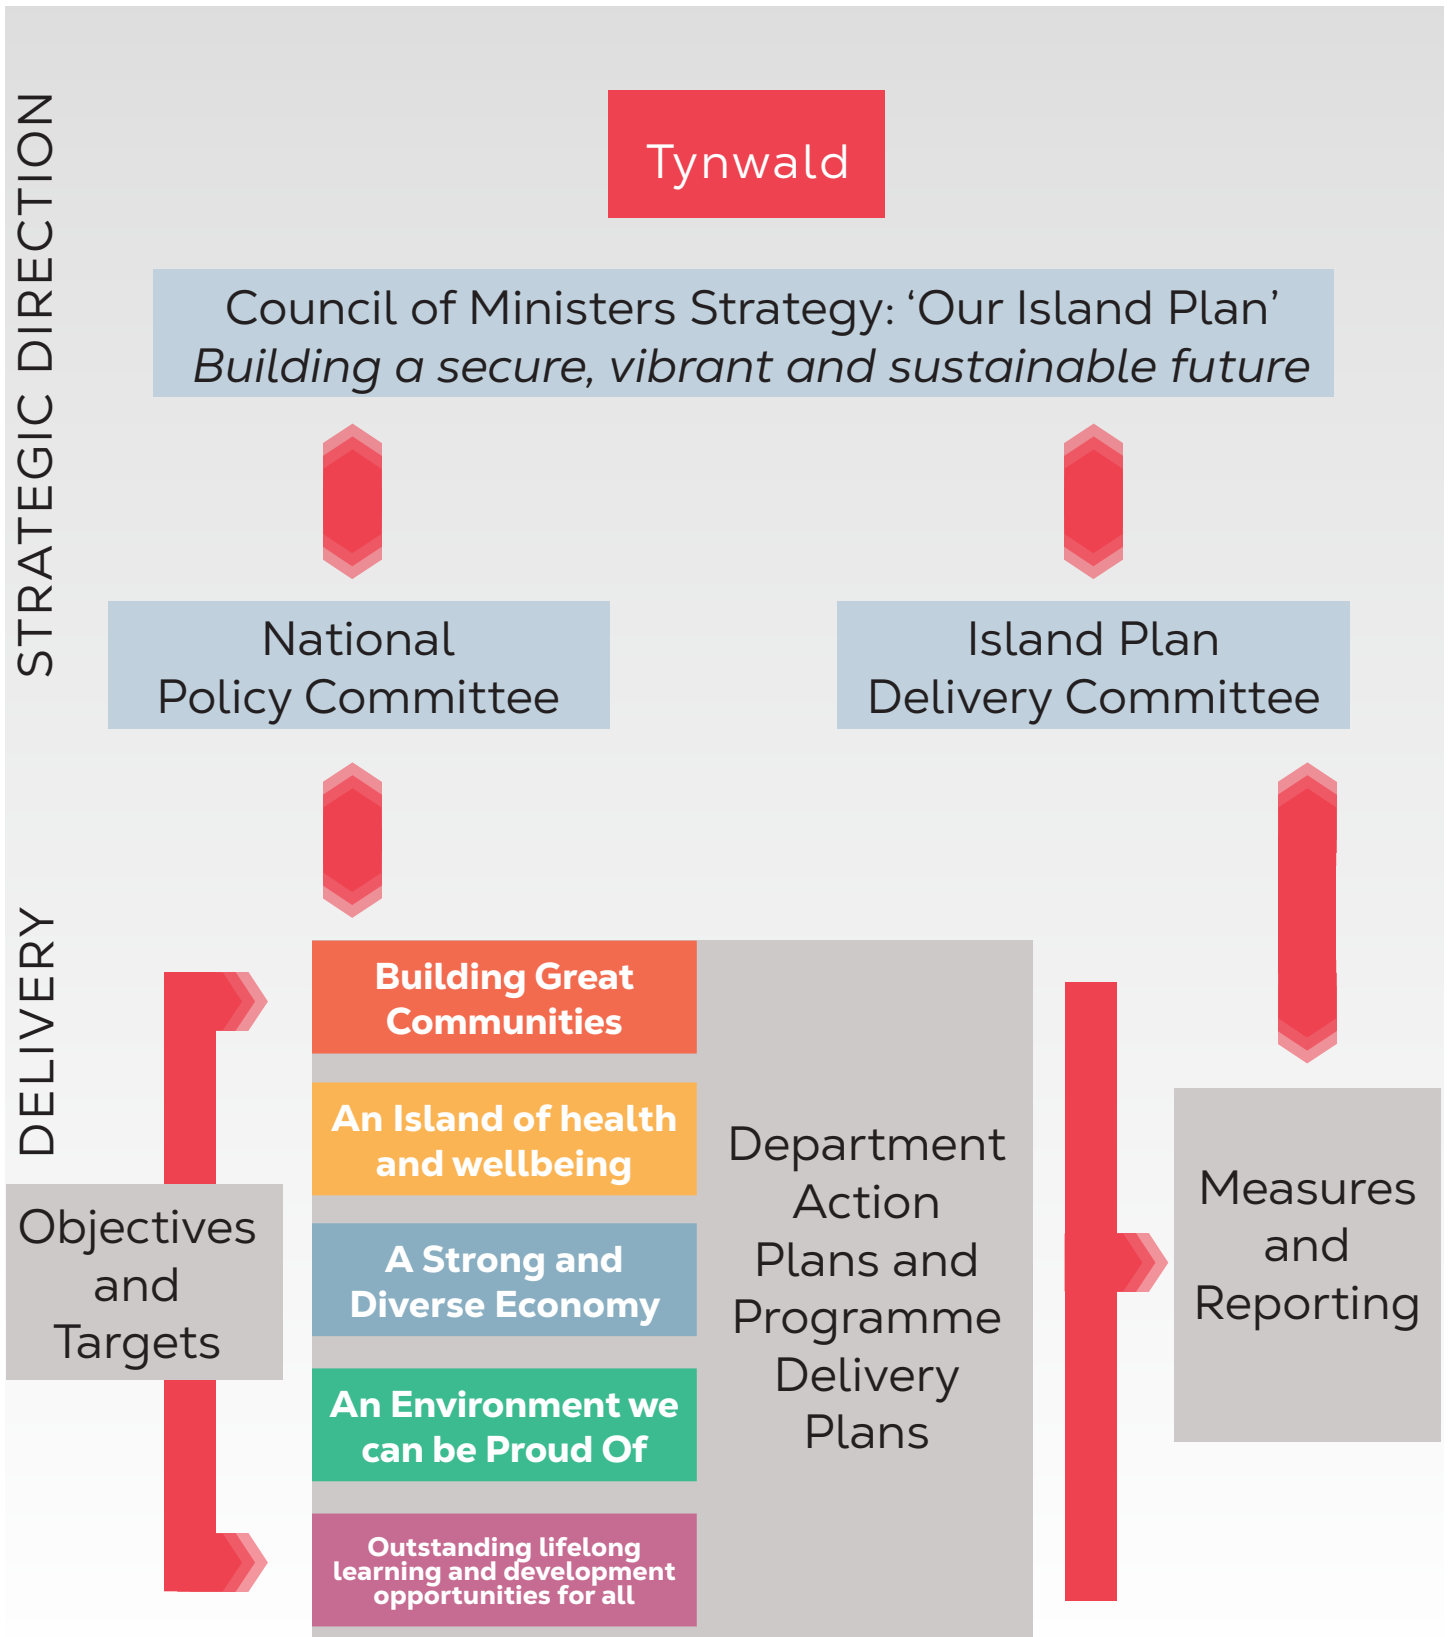 STRATEGIC DIRECTION
Tynwald
Council of Ministers Strategy: ‘Our Island Plan’
Building a secure, vibrant and sustainable future
National
Policy Committee
Island Plan
Delivery Committee
DELIVERY
Objectives
and
Targets
Building Great
Communities
An Island of health
and wellbeing
A Strong and
Diverse Economy
An Environment we
can be Proud Of
Outstanding lifelong
learning and development
opportunities for all
Department
Action
Plans and
Programme
Delivery
Plans
Measures
and
Reporting